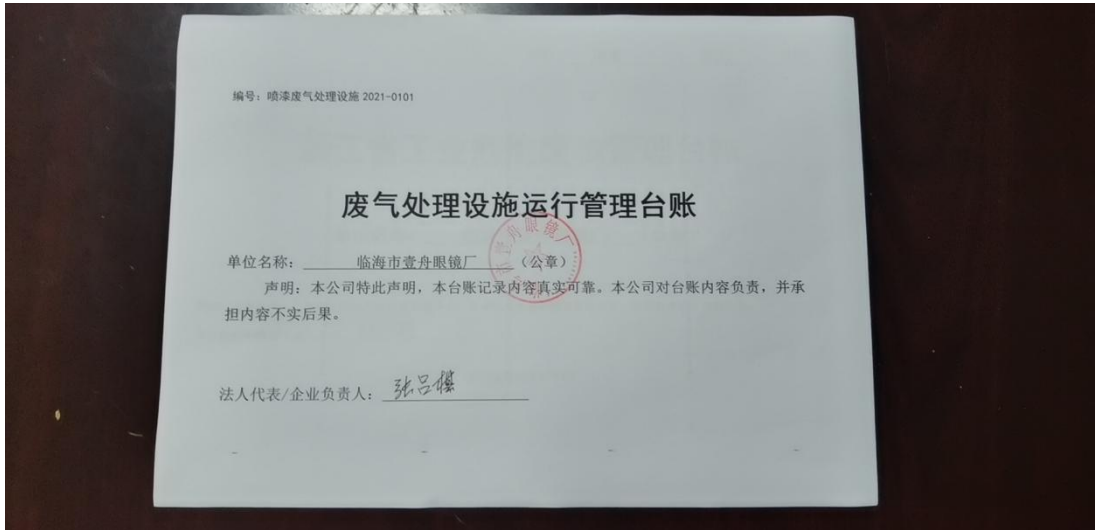 编号：喷漆废气处理设施 2021-0101
废气处理设施运行管理台账
单位名称：临海市壹舟眼镜厂（公章）
声明：本公司特此声明，本台账记录内容真实可靠。本公司对台账内容负责，并承
担内容不实后果。
法人代表/企业负责人：张吕棋